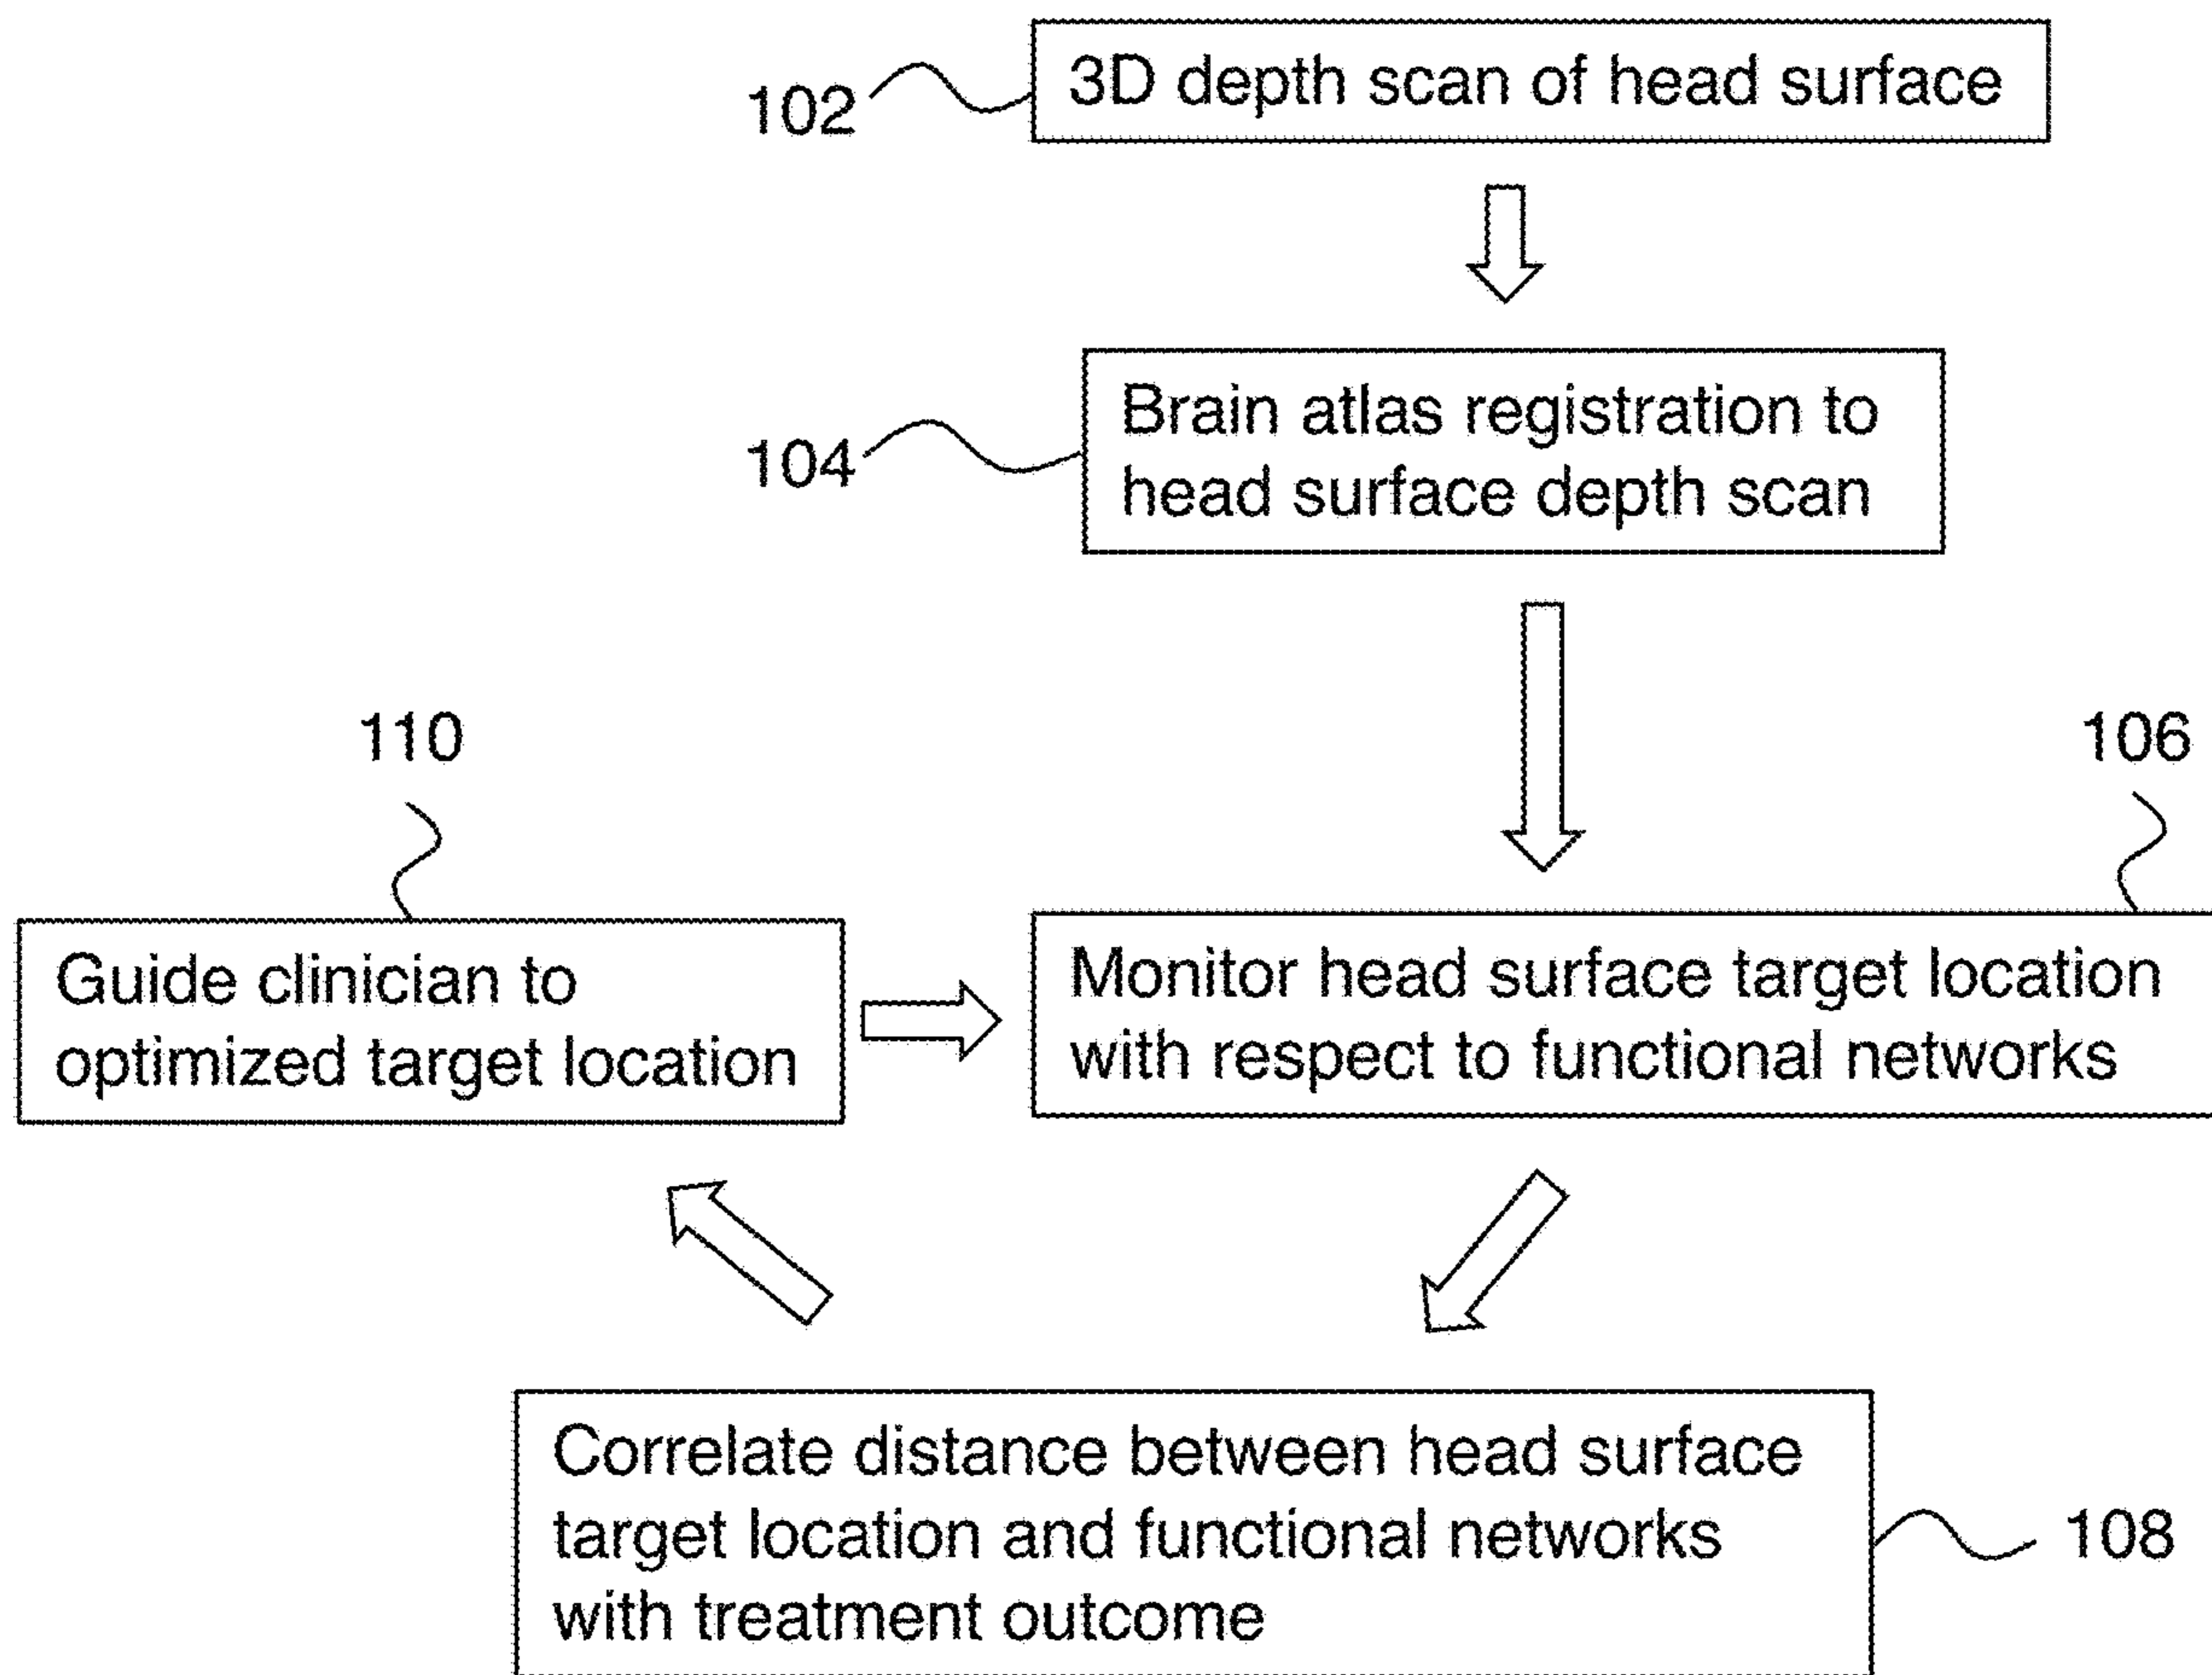 102
3D depth scan of head surface
104
Brain atlas registration to
head surface depth scan
110
106
Guide clinician to
optimized target location
Monitor head surface target location
with respect to functional networks
Correlate distance between head surface
target location and functional networks
with treatment outcome
108